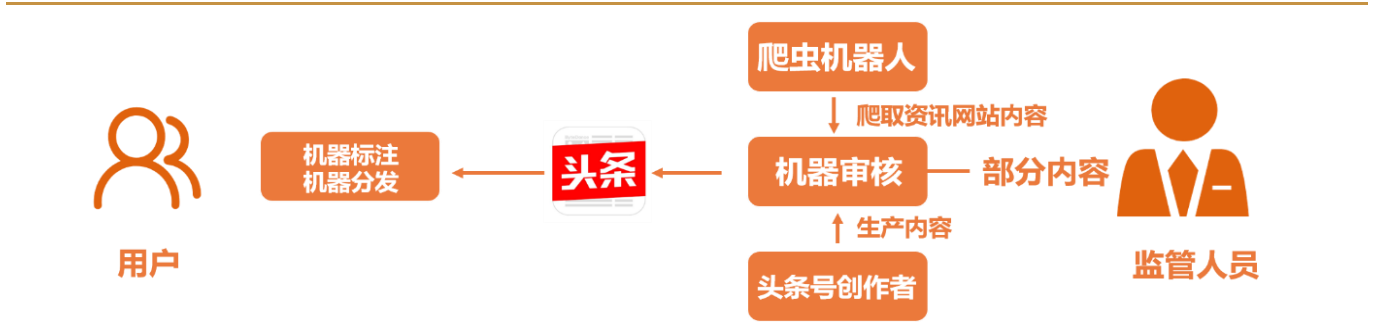 爬虫机器人
爬取资讯网站内容
机器标注
机器分发
头条
机器审核
部分内容
生产内容
用户
监管人员
头条号创作者